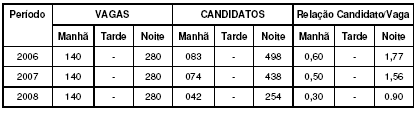 Período VAGAS CANDIDATOS Relação Candidato/Vaga
Manhã Tarde Noite Manhã Tarde Noite Manhã Tarde Noite
2006 140 - 280 083 - 498 0,60 - 1,77
2007 140 - 280 074 - 438 0,50 - 1,56
2008 140 - 280 042 - 254 0,30 - 0.90